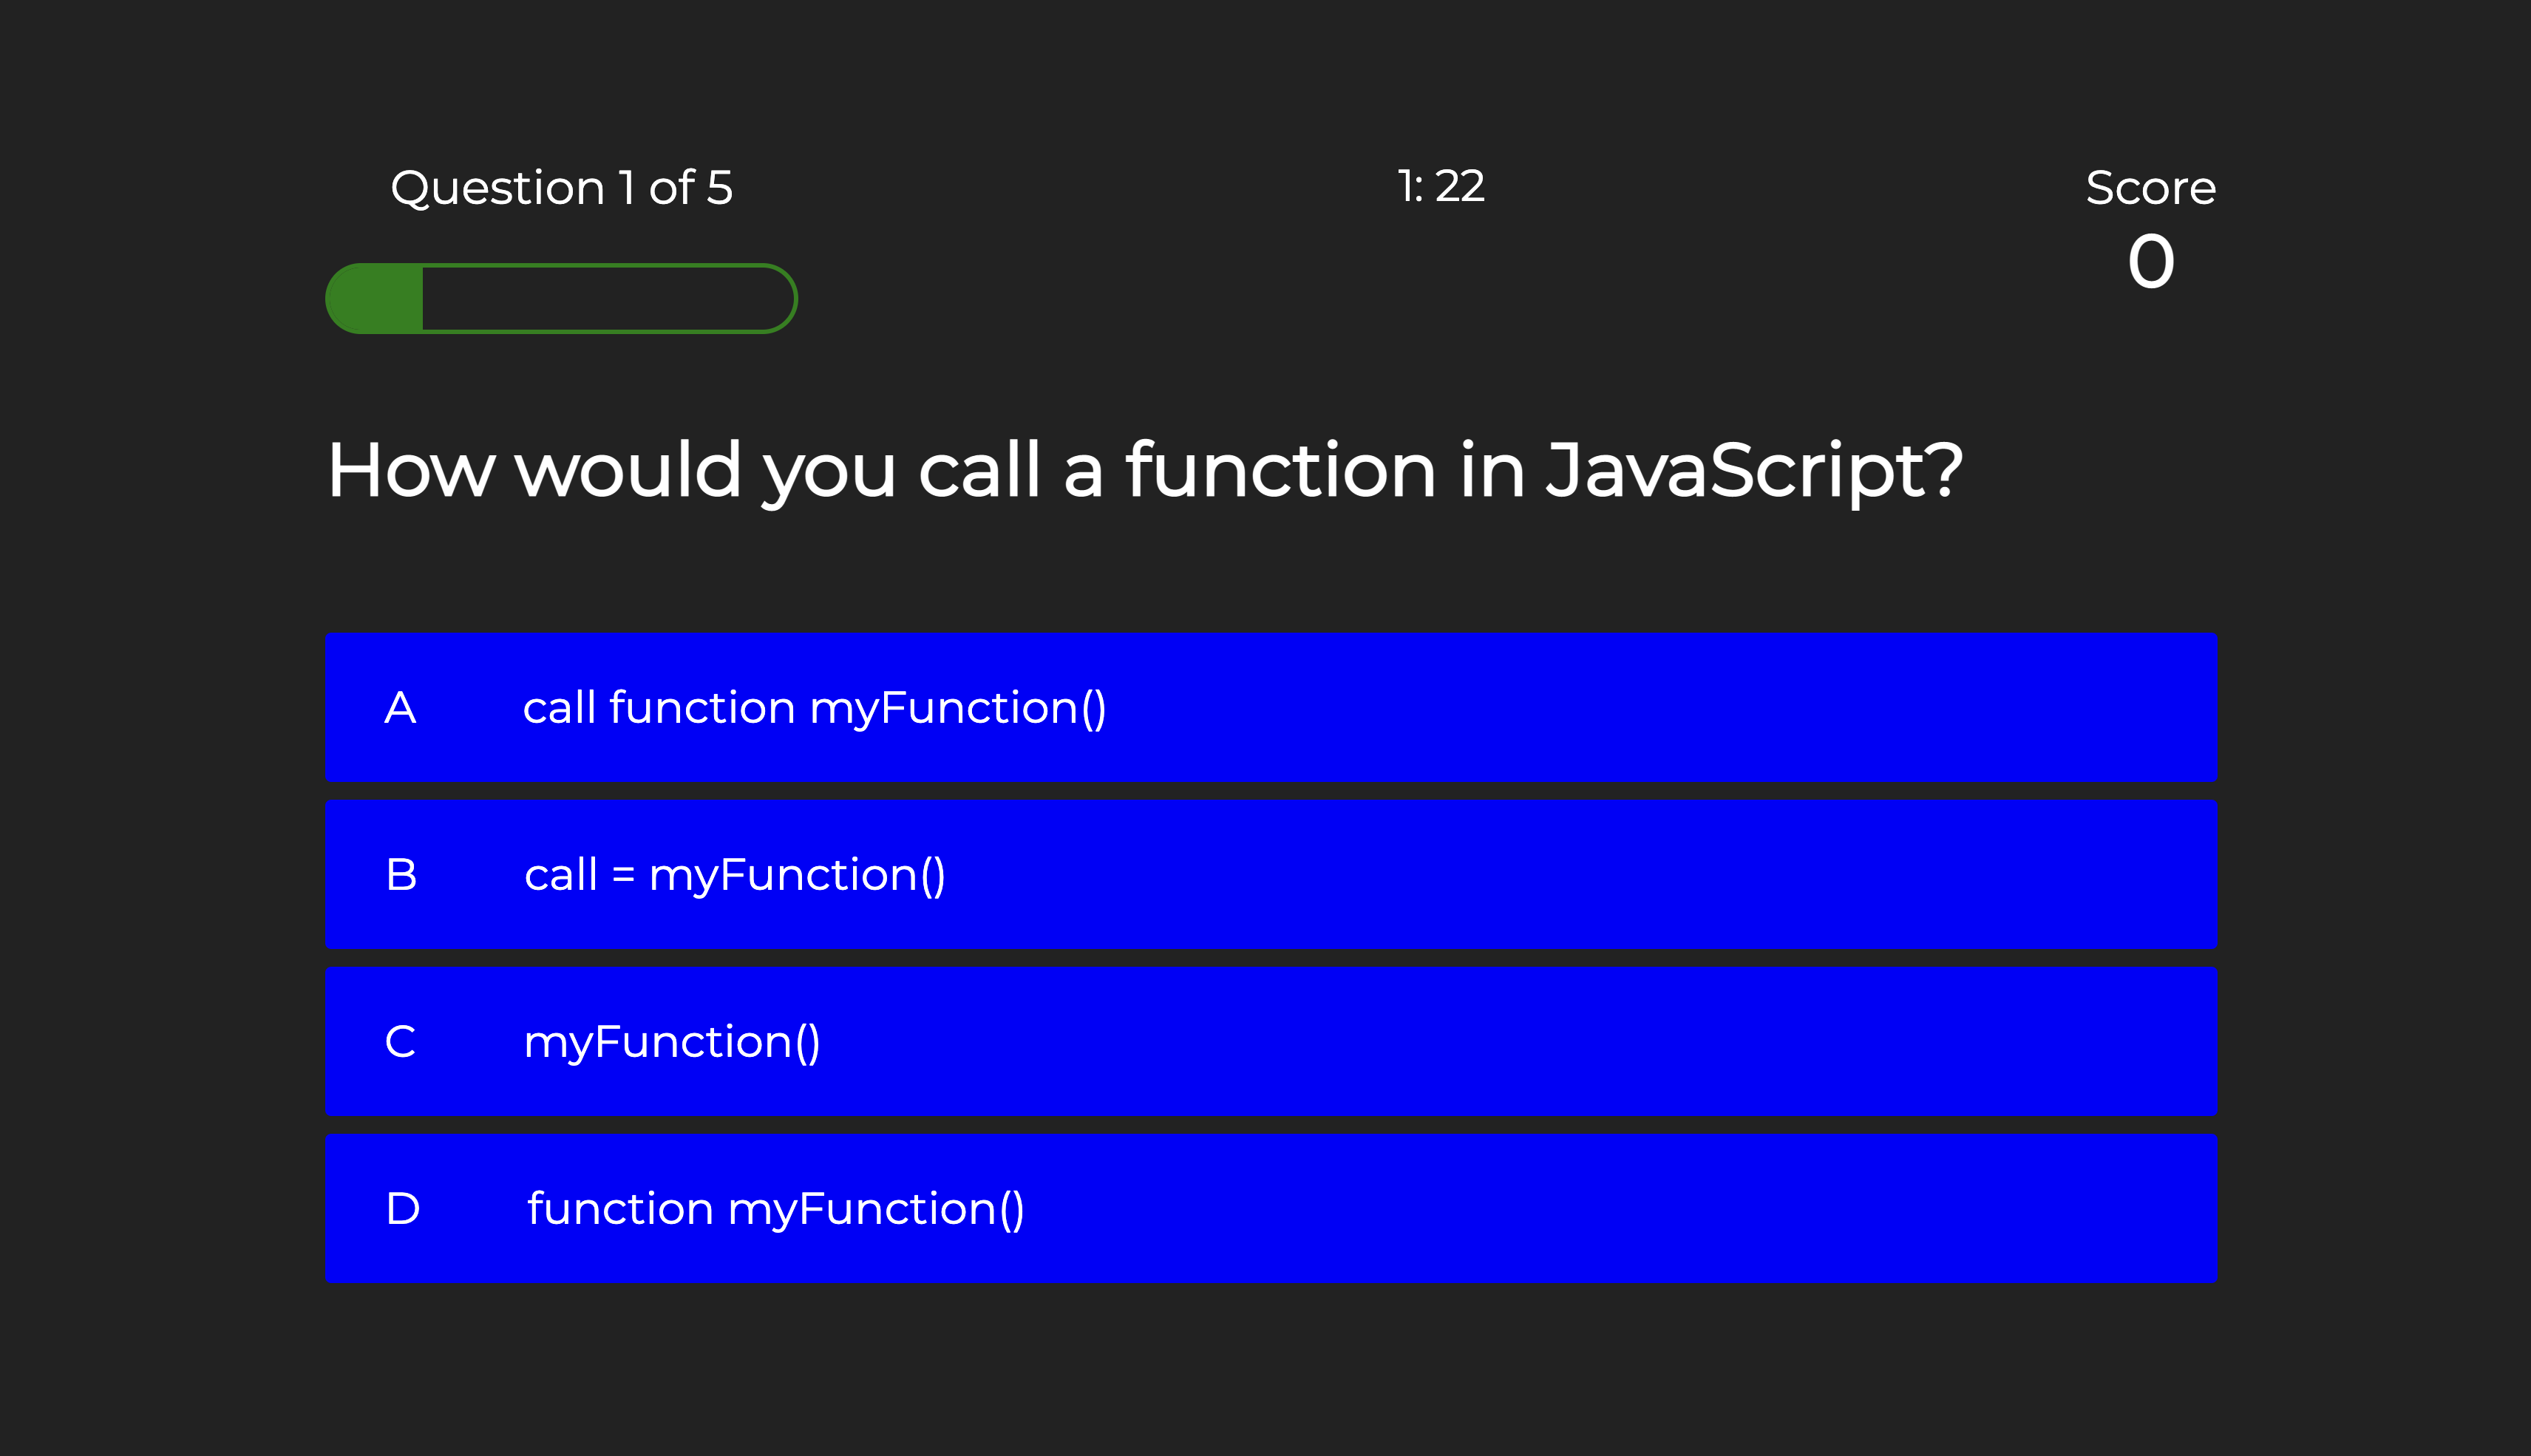 Question 1 of 5
1: 22
Score
0
How would you call a function in JavaScript?
A call function myFunction()
B call = myFunction()
C myFunction()
D function myFunction()